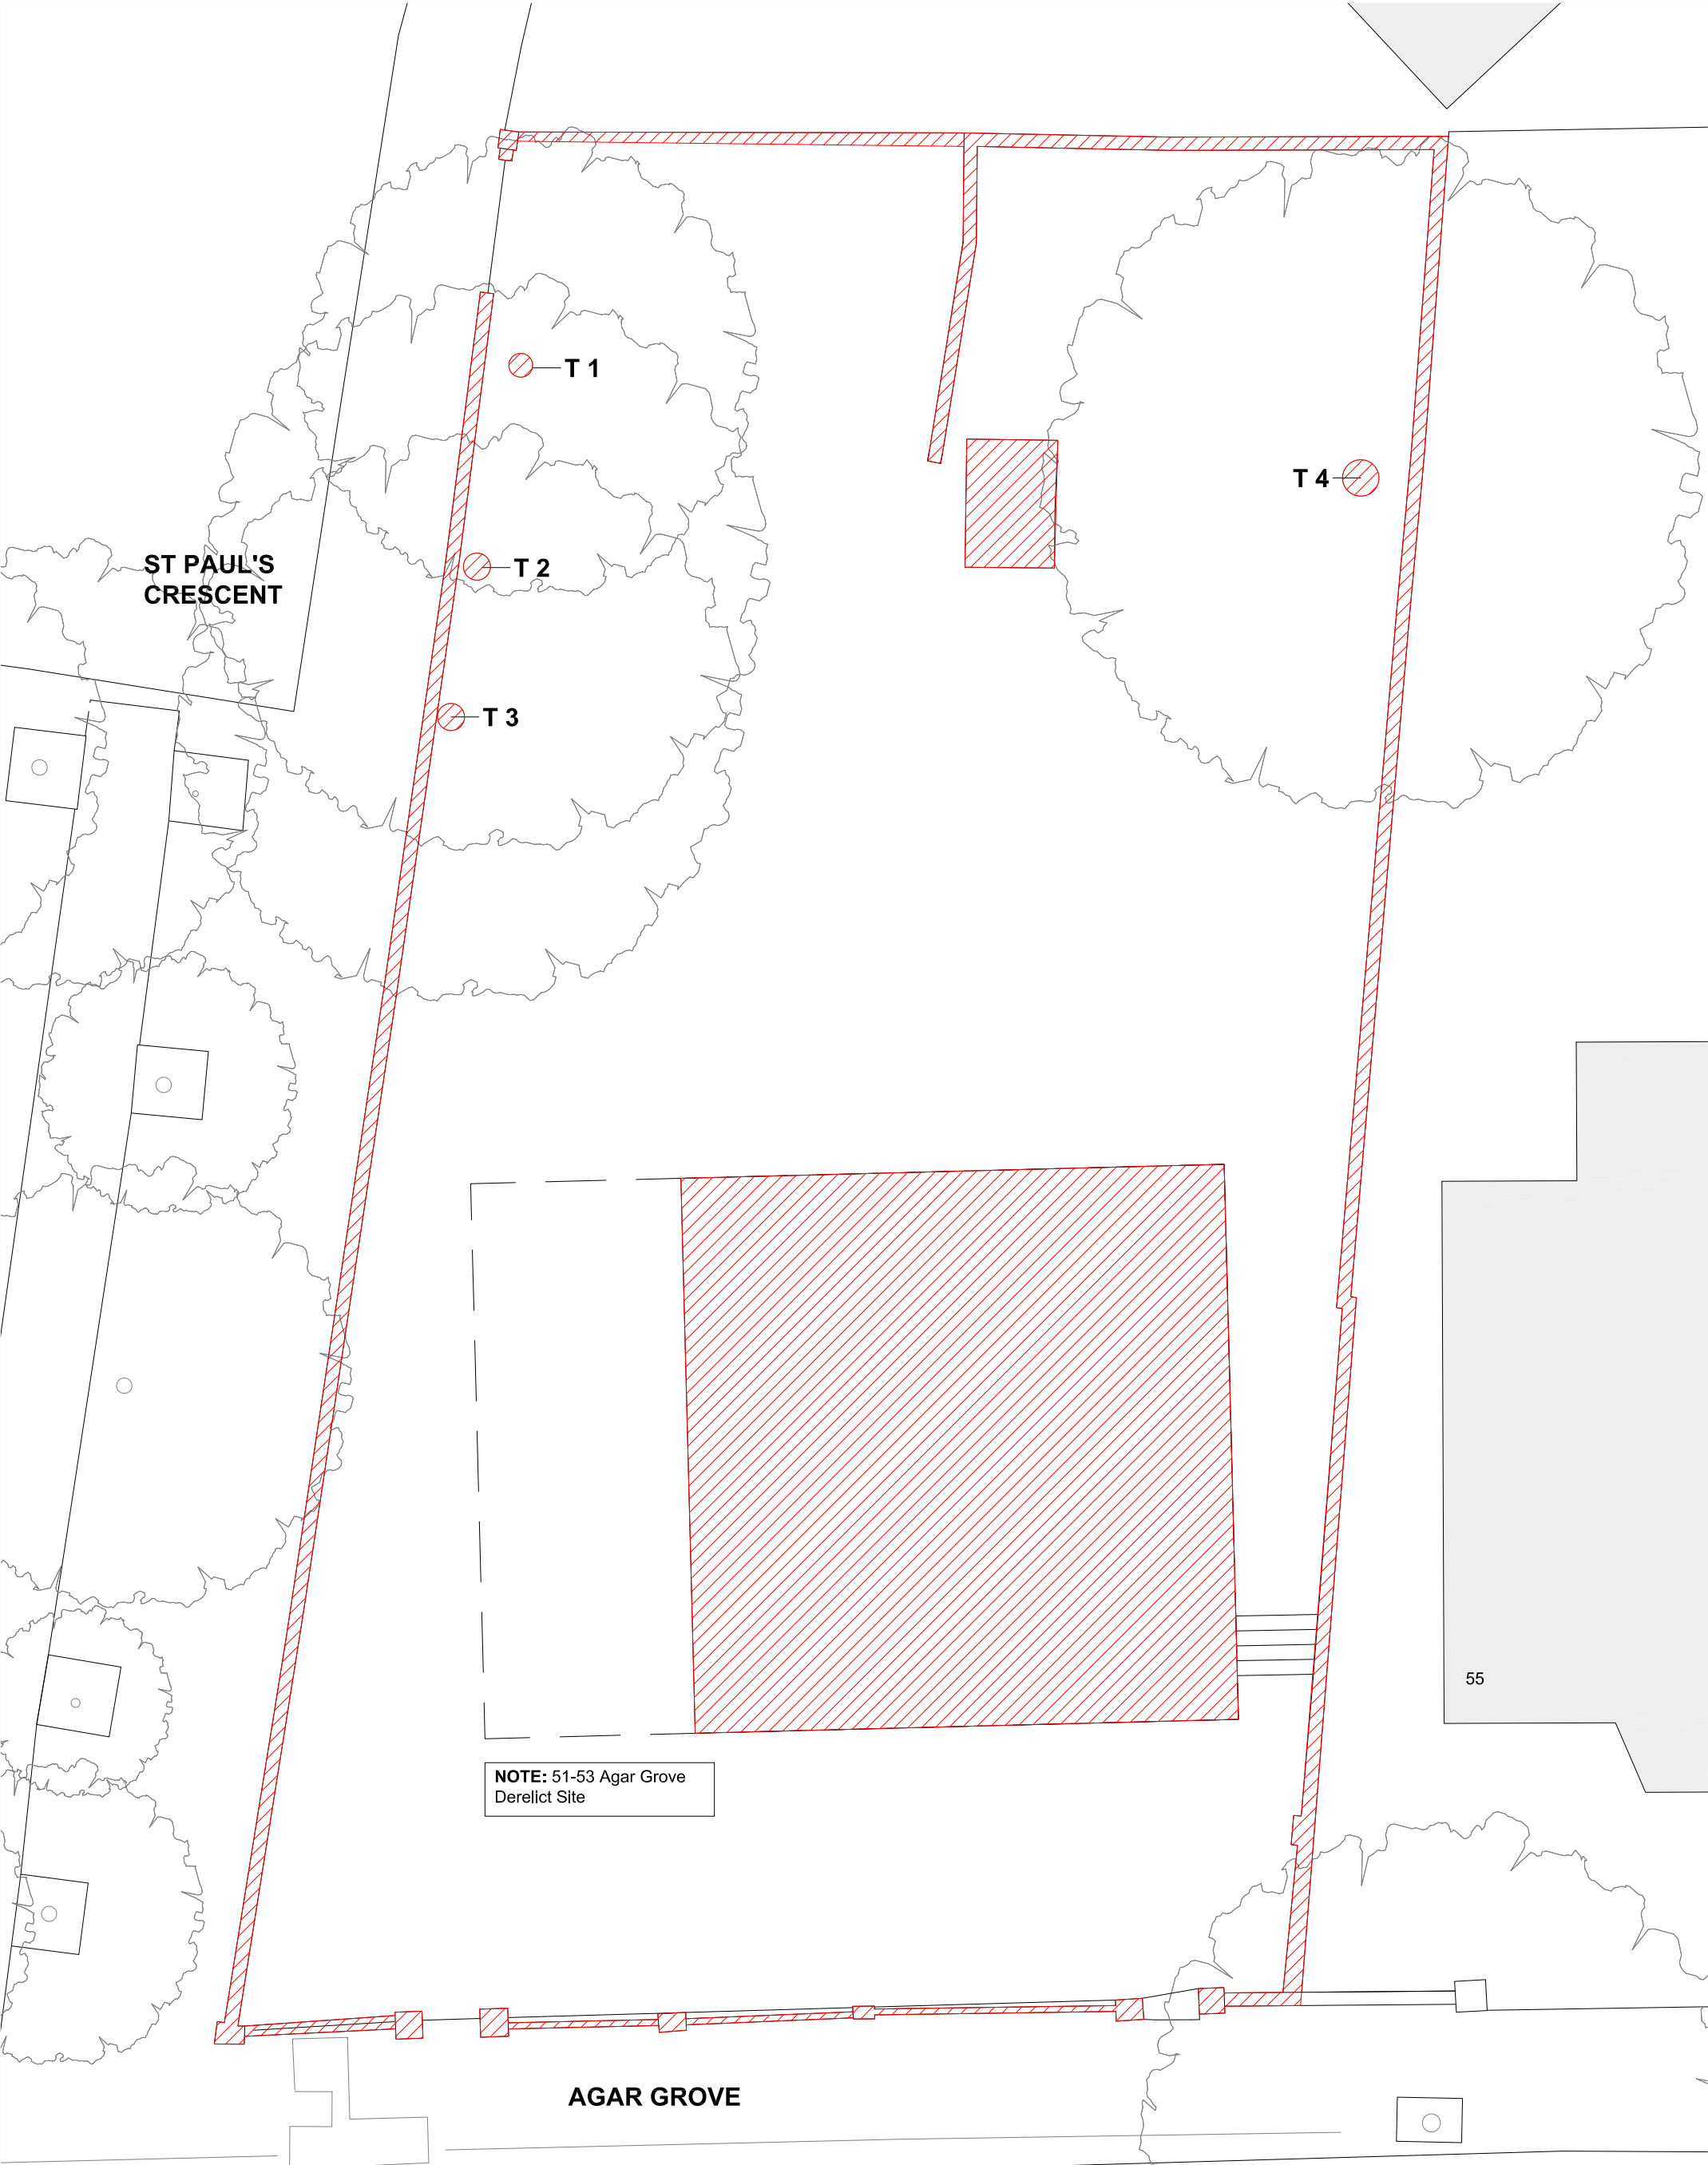 T 1
T 4
ST PAUL'S
CRESCENT
T 2
T 3
55
NOTE: 51-53 Agar Grove
Derelict Site
AGAR GROVE